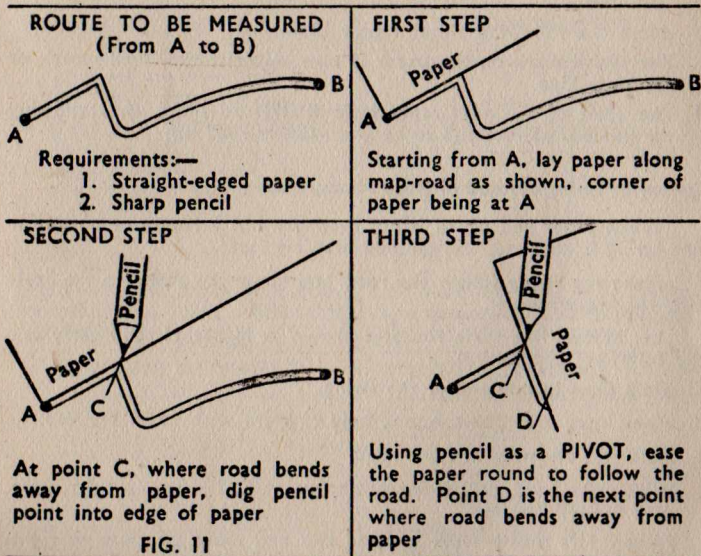 ROUTE TO BE MEASURED
(From A to B)
A
B
Requirements:—
1. Straight-edged paper
2. Sharp pencil
FIRST STEP
Paper
A
B
Starting from A, lay paper along
map-road as shown, corner of
paper being at A
SECOND STEP
Pencil
Paper
A
C
B
At point C, where road bends
away from paper, dig pencil
point into edge of paper
FIG. 11
THIRD STEP
Pencil
Paper
A
C
D
Using pencil as a PIVOT, ease
the paper round to follow the
road. Point D is the next point
where road bends away from
paper